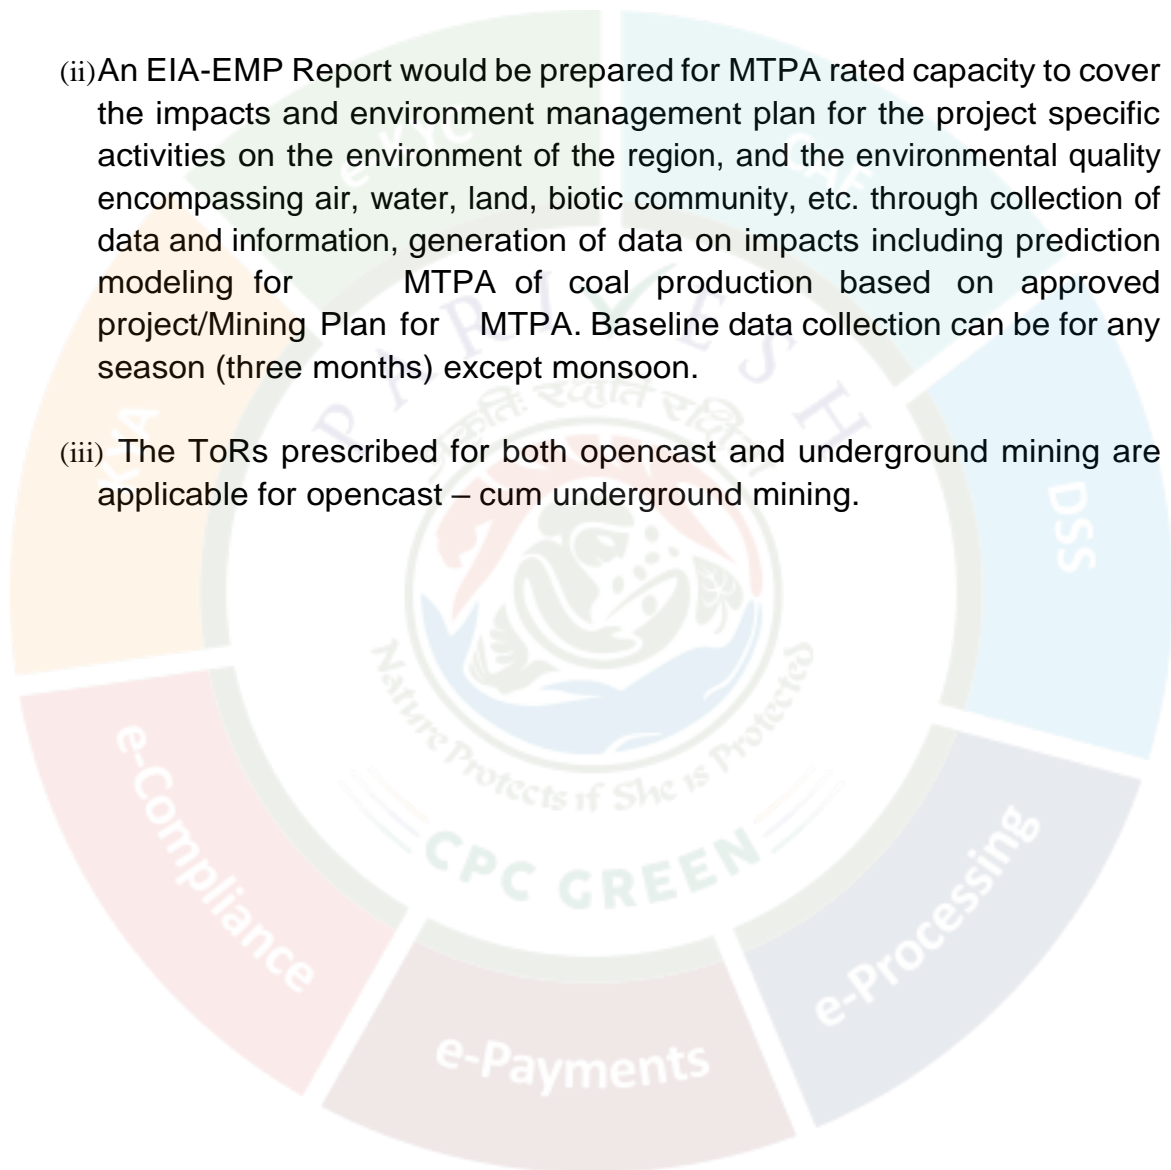 (ii)An EIA-EMP Report would be prepared for MTPA rated capacity to cover
the impacts and environment management plan for the project specific
activities on the environment of the region, and the environmental quality
encompassing air, water, land, biotic community, etc. through collection of
data and information, generation of data on impacts including prediction
modeling for MTPA of coal production based on approved
project/Mining Plan for MTPA. Baseline data collection can be for any
season (three months) except monsoon.
(iii) The ToRs prescribed for both opencast and underground mining are
applicable for opencast – cum underground mining.
e-KYC
CAF
KYA
DSS
PARIVESH
Nature Protects if She is Protected
CPC GREEN
e-Compliance
e-Processing
e-Payments